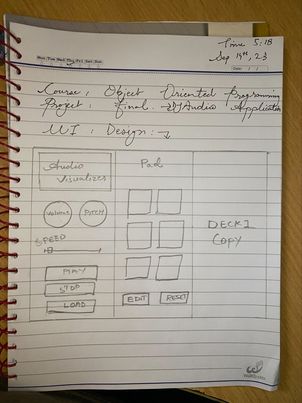 Time 5:18
Sep 19th, 23
Mon Tue Wed Thu Fri Sat Sun
Date
Course: Object Oriented Programming
Project: Final DJ Audio Application
UI Design:
Audio
Visualizer
Pad
Volume
PITCH
SPEED
PLAY
STOP
LOAD
EDIT
RESET
DECK 1
COPY